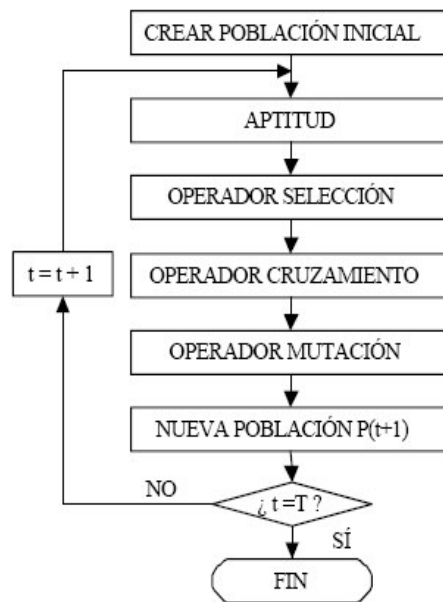 CREAR POBLACIÓN INICIAL
APTITUD
OPERADOR SELECCIÓN
t = t + 1
OPERADOR CRUZAMIENTO
OPERADOR MUTACIÓN
NUEVA POBLACIÓN P(t+1)
NO
¿ t =T ?
SÍ
FIN